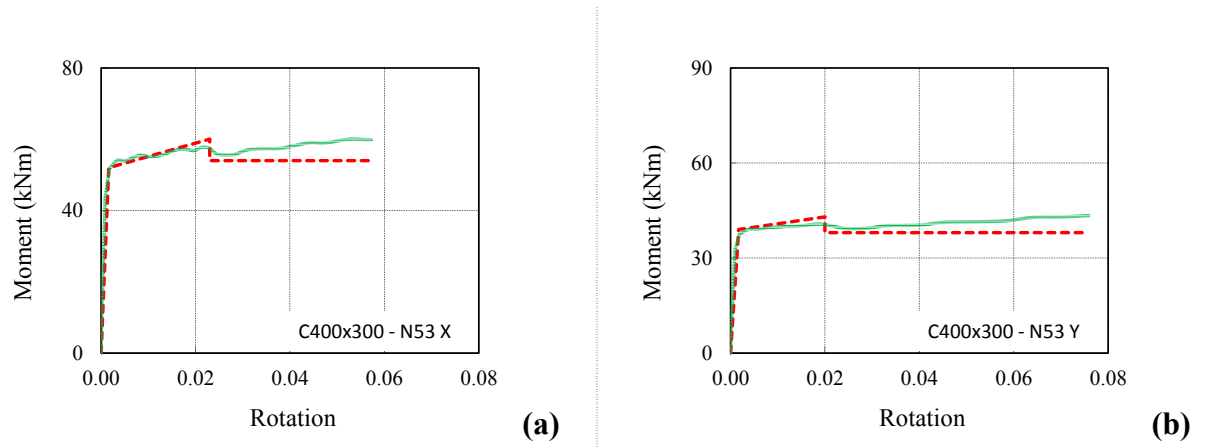 80
40
0
Moment (kNm)
C400x300 - N53 X
0.00 0.02 0.04 0.06 0.08
Rotation
(a)
90
60
30
0
Moment (kNm)
C400x300 - N53 Y
0.00 0.02 0.04 0.06 0.08
Rotation
(b)